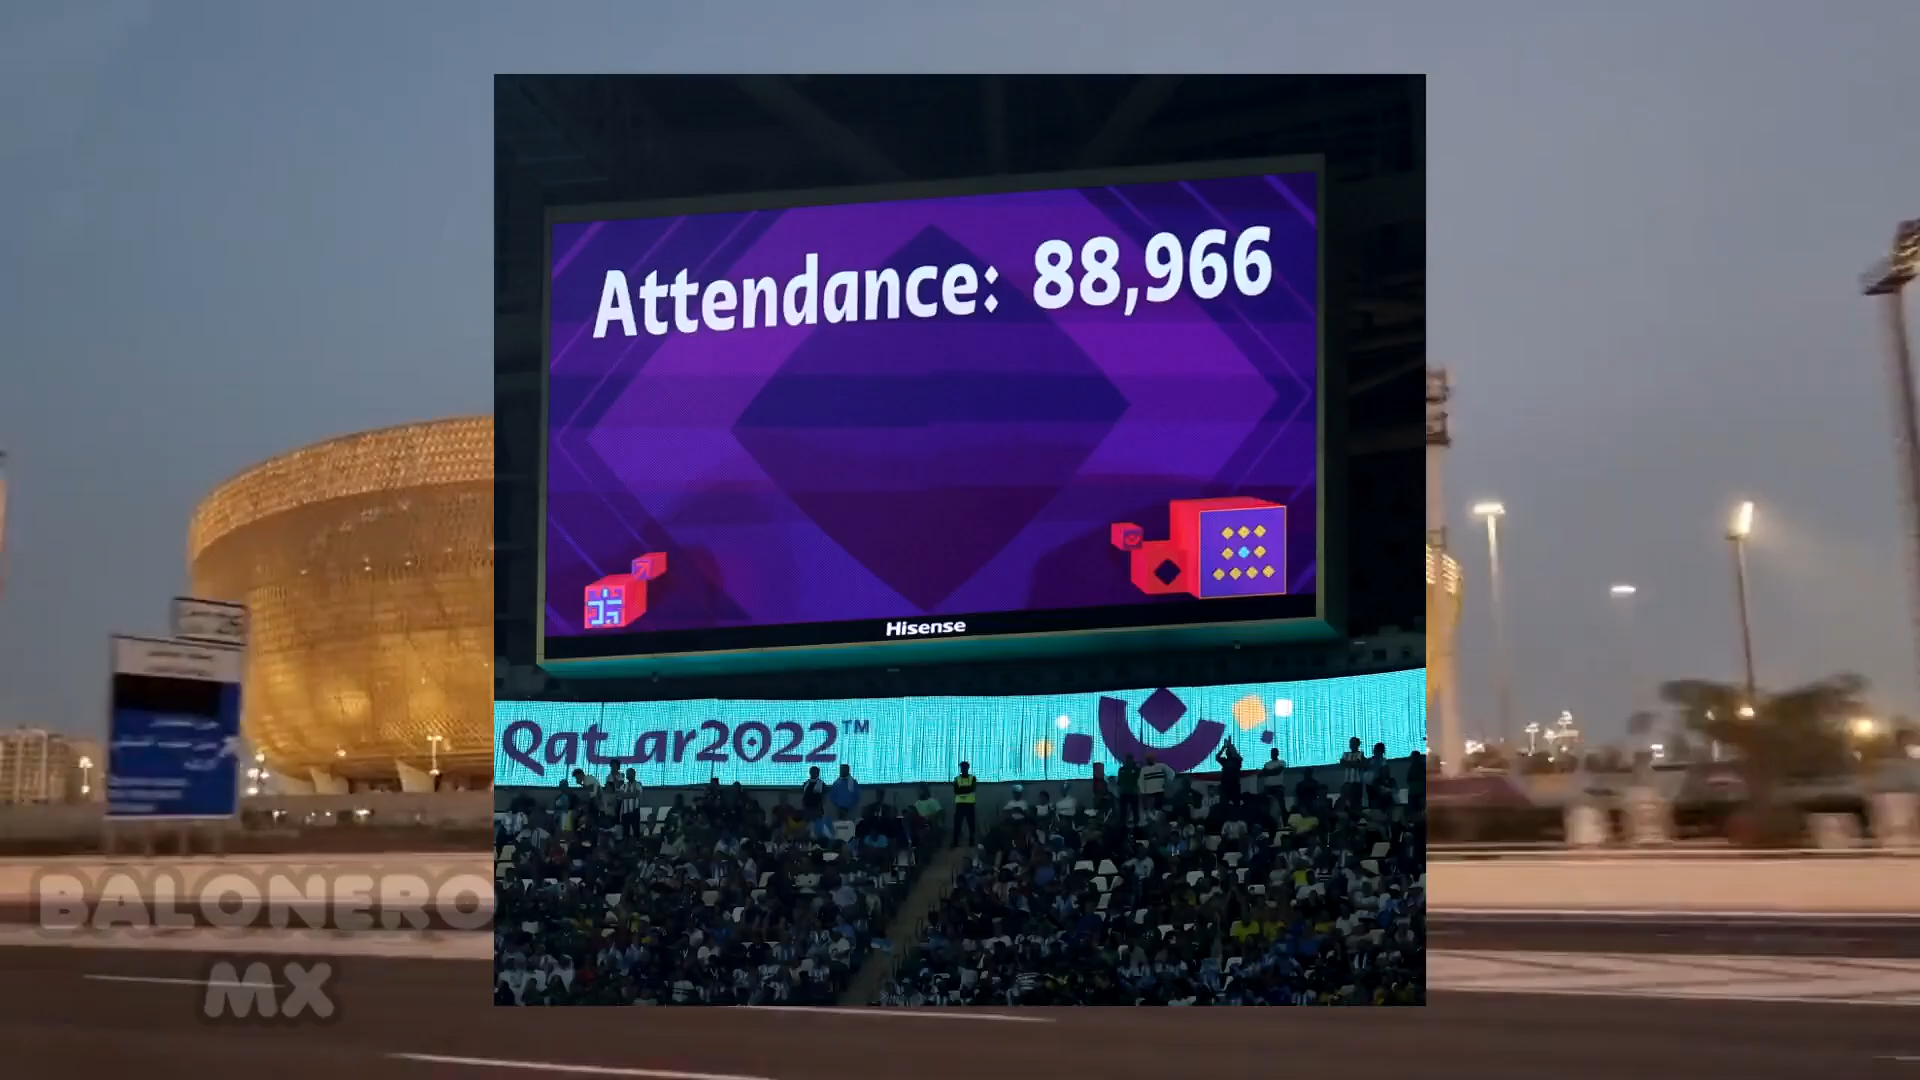 Attendance: 88,966
Hisense
Qatar2022™
BALONERO
MX